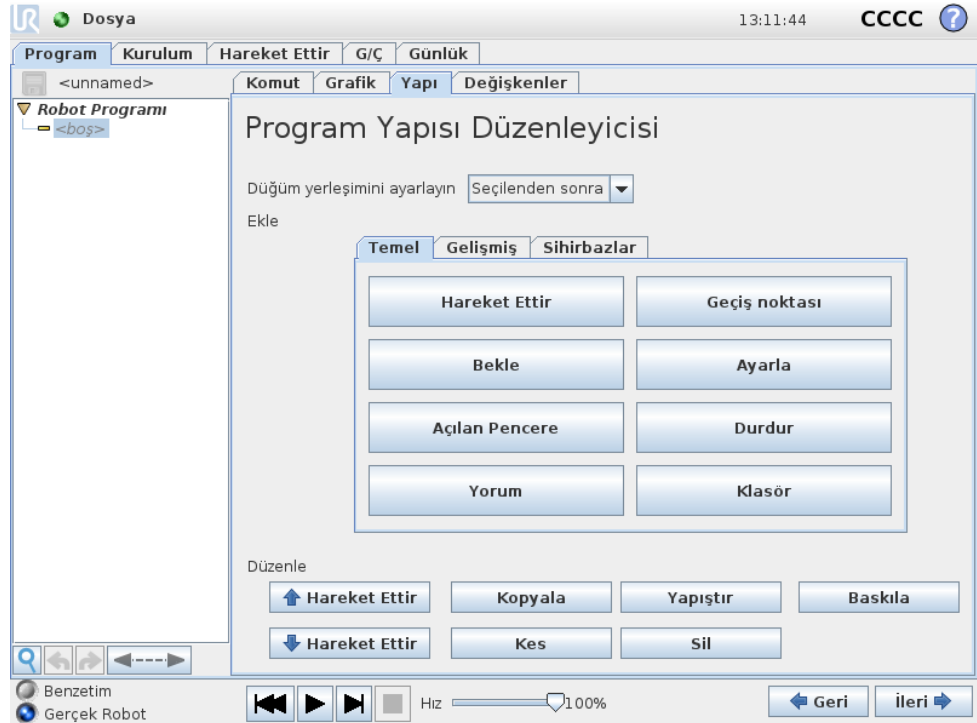 UR Dosya 13:11:44 CCCC ?
Program Kurulum Hareket Ettir G/Ç Günlük
<unnamed> Komut Grafik Yapı Değişkenler
Robot Programı
<boş>
Program Yapısı Düzenleyicisi
Düğüm yerleşimini ayarlayın Seçilenden sonra
Ekle
Temel Gelişmiş Sihirbazlar
Hareket Ettir Geçiş noktası
Bekle Ayarla
Açılan Pencere Durdur
Yorum Klasör
Düzenle
Hareket Ettir Kopyala Yapıştır Baskıla
Hareket Ettir Kes Sil
Benzetim
Gerçek Robot
Hız 100%
Geri İleri